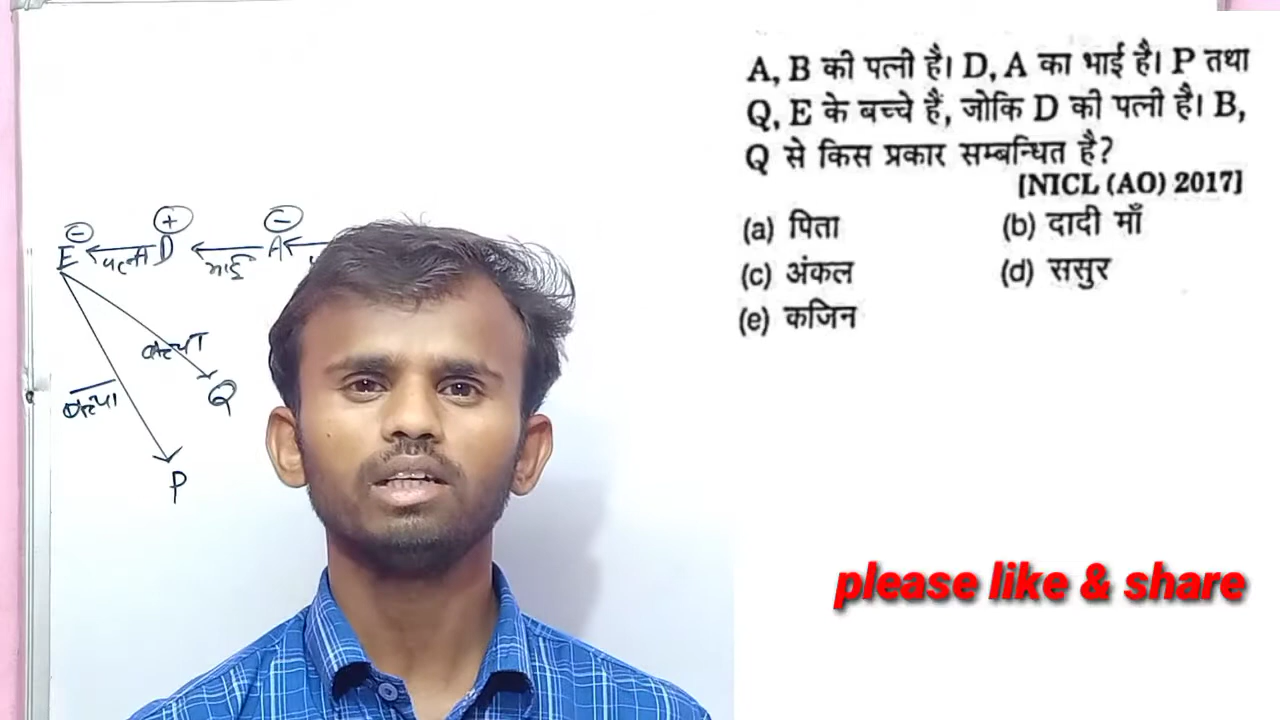 A, B की पत्नी है। D, A का भाई है। P तथा
Q, E के बच्चे हैं, जोकि D की पत्नी है। B,
Q से किस प्रकार सम्बन्धित है?
[NICL (AO) 2017]
(a) पिता
(b) दादी माँ
(c) अंकल
(d) ससुर
(e) कजिन
- + -
E पत्नी D भाई A
बच्चा
Q
बच्चा
P
please like & share